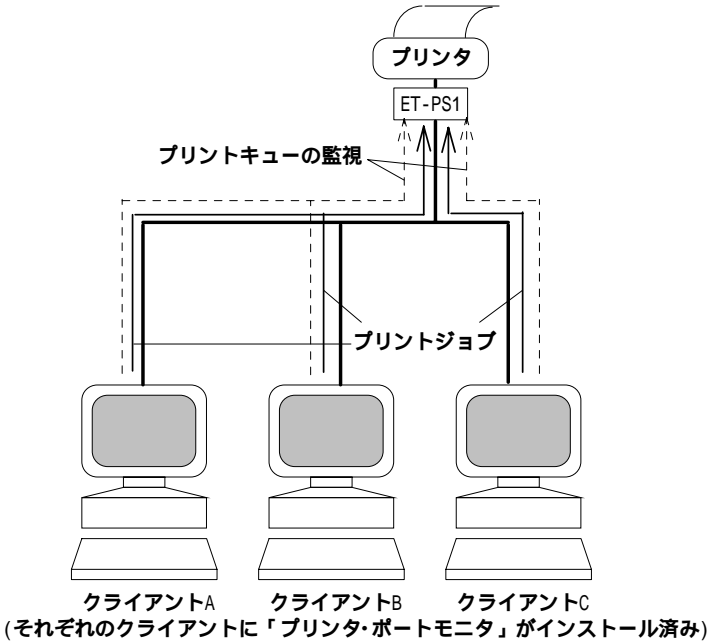 プリンタ
ET-PS1
プリントキューの監視
プリントジョブ
クライアントA
クライアントB
クライアントC
(それぞれのクライアントに「プリンタ･ポートモニタ」がインストール済み)